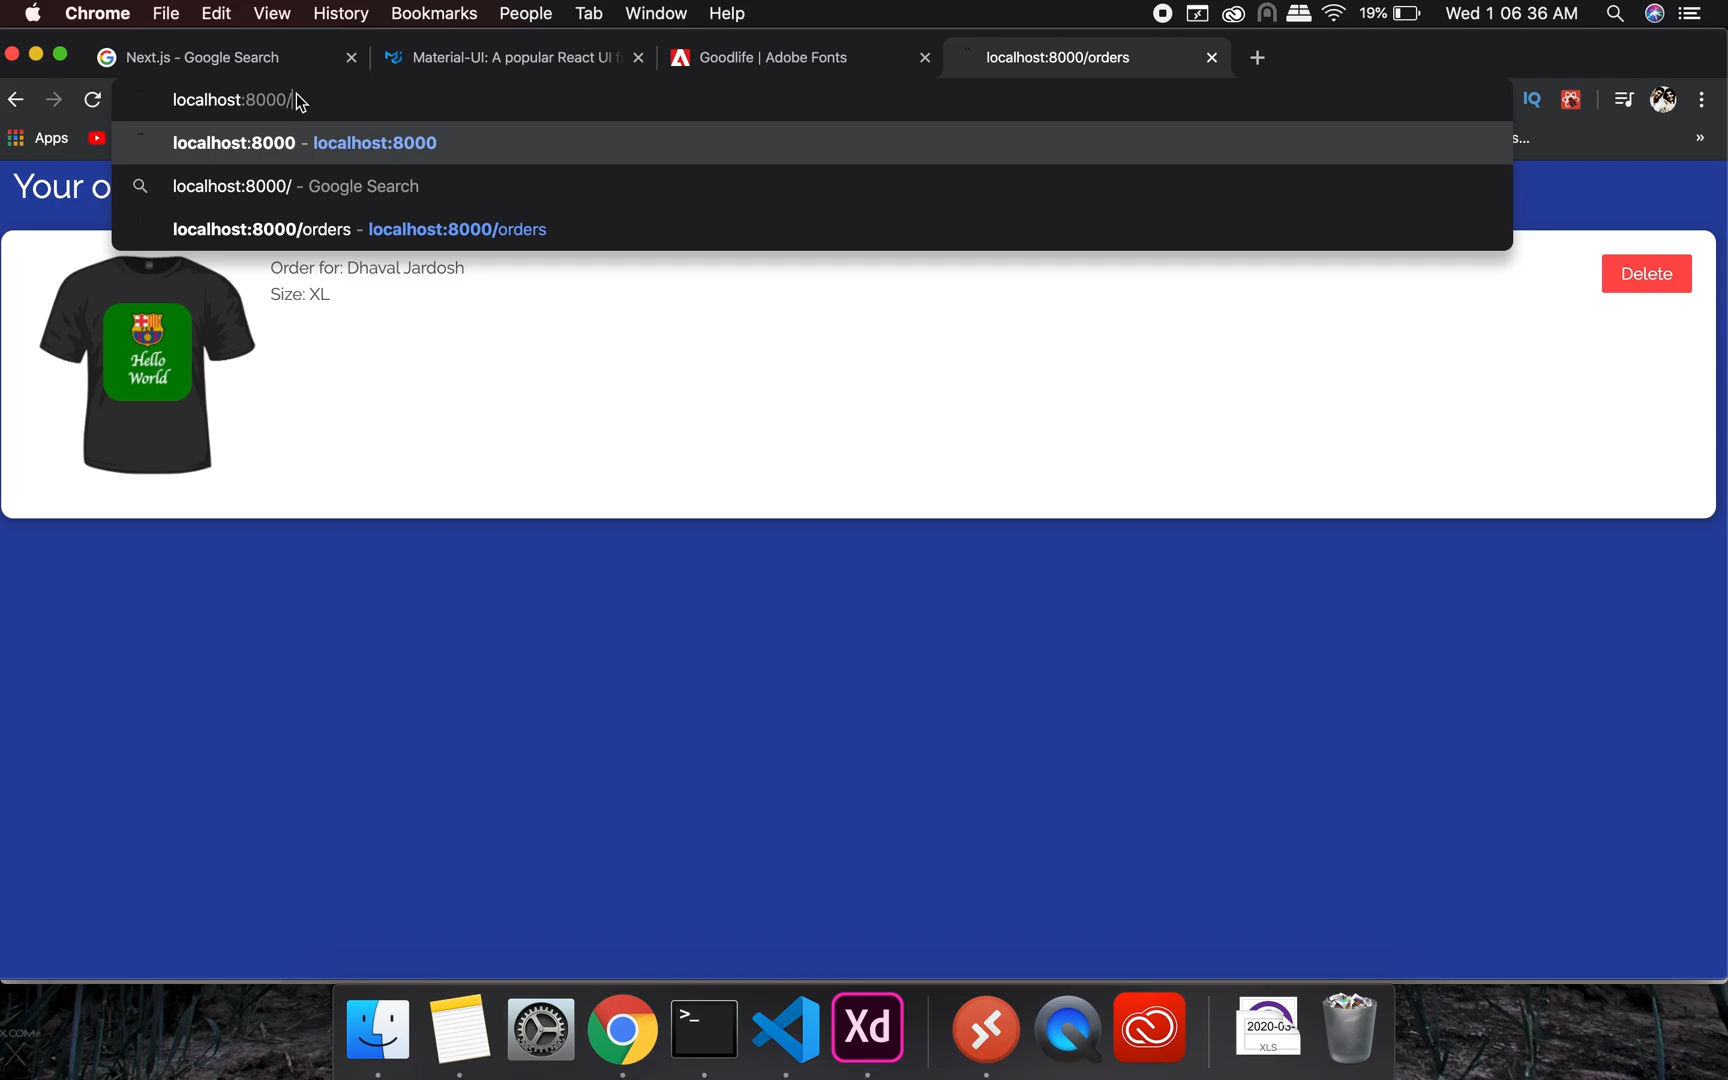 Chrome File Edit View History Bookmarks People Tab Window Help 19% Wed 1 06 36 AM
Next.js - Google Search Material-UI: A popular React UI f Goodlife | Adobe Fonts localhost:8000/orders
localhost:8000/ IQ
Apps localhost:8000 - localhost:8000 s... »
Your o localhost:8000/ - Google Search
localhost:8000/orders - localhost:8000/orders
Order for: Dhaval Jardosh Delete
Size: XL
Hello
World
>_ Xd 2020-03-
XLS
X.COM